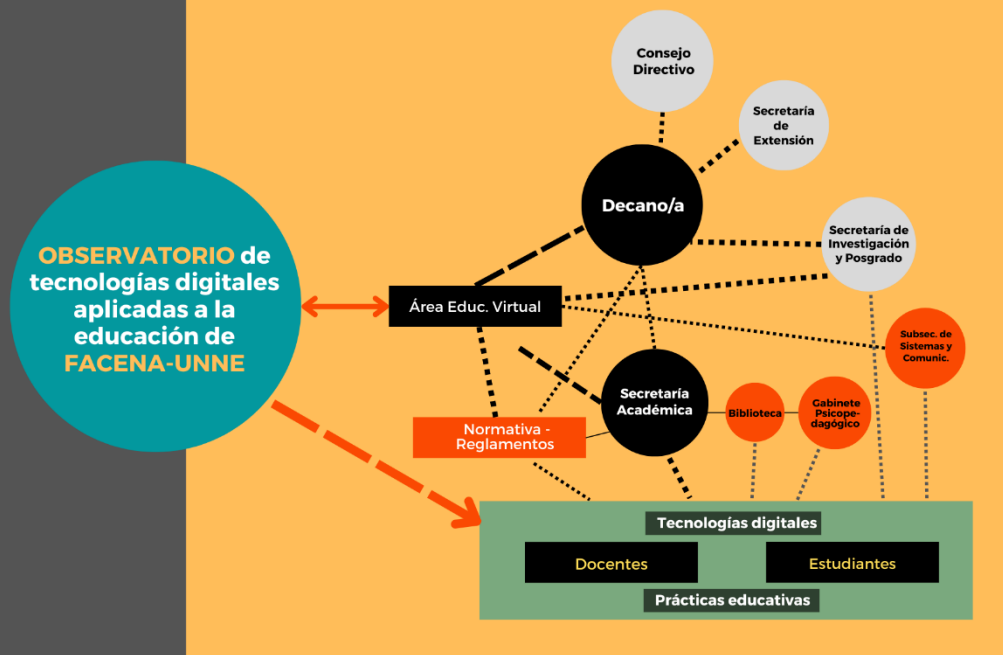 Consejo
Directivo
Secretaría
de
Extensión
Decano/a
Secretaría de
Investigación
y Posgrado
OBSERVATORIO de
tecnologías digitales
aplicadas a la
educación de
FACENA-UNNE
Área Educ. Virtual
Subsec. de
Sistemas y
Comunic.
Secretaría
Académica
Biblioteca
Gabinete
Psicope-
dagógico
Normativa -
Reglamentos
Tecnologías digitales
Docentes
Estudiantes
Prácticas educativas